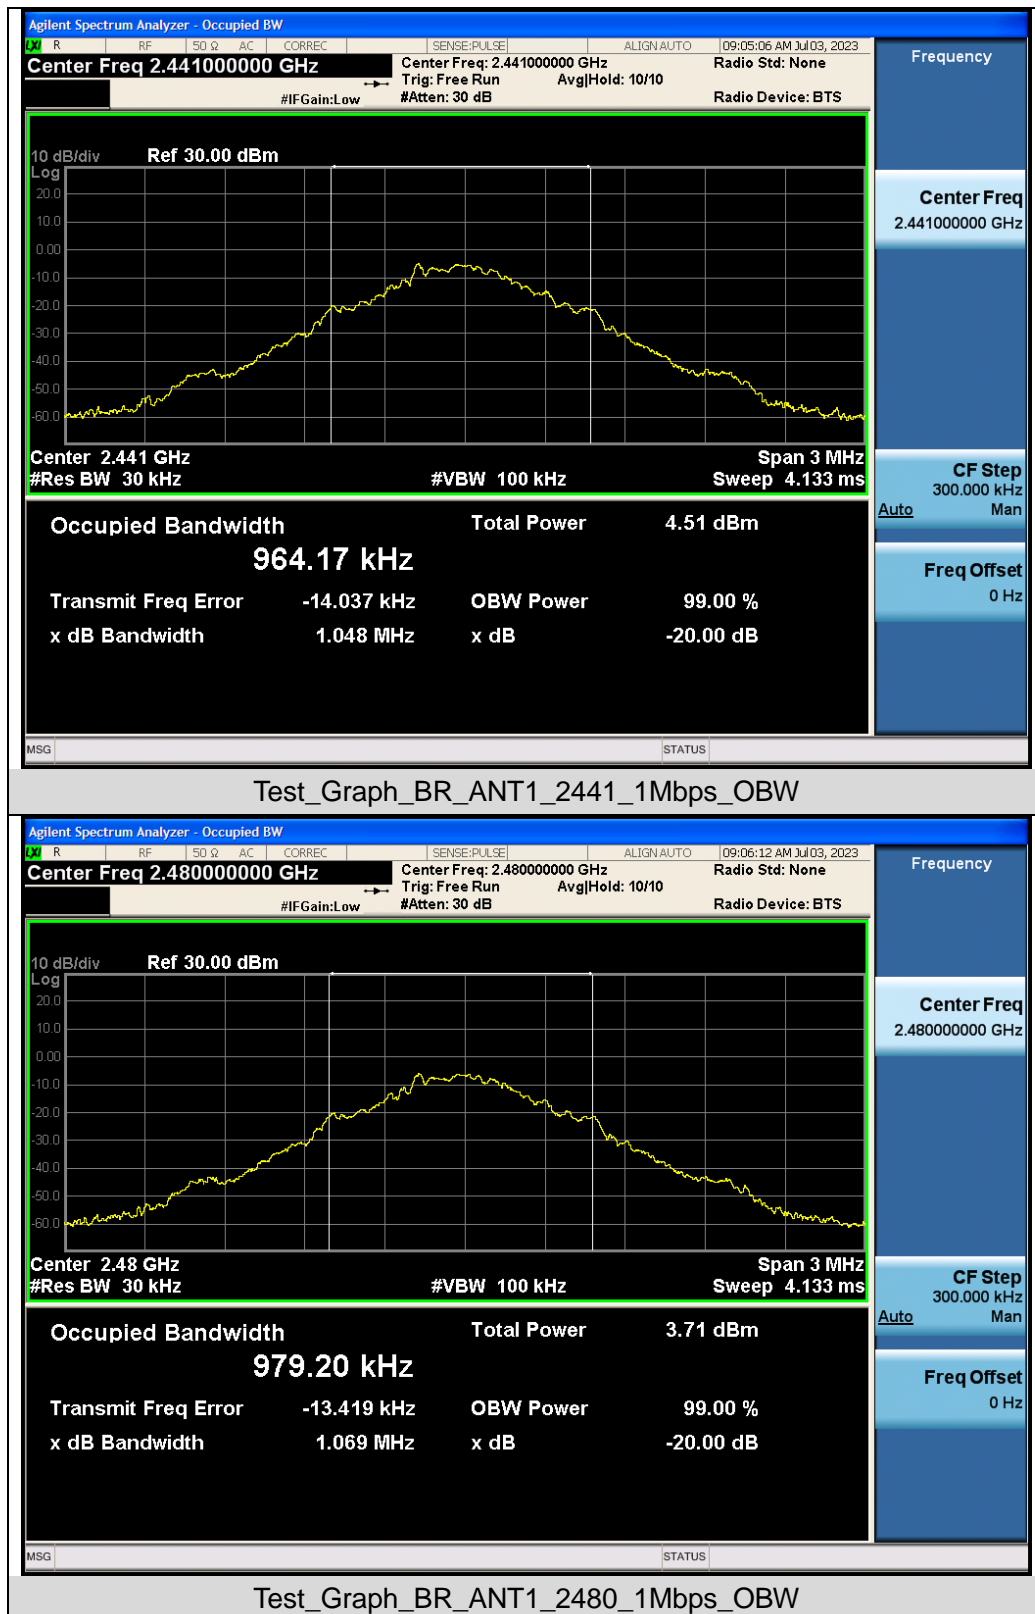 Agilent Spectrum Analyzer - Occupied BW
LXI R RF 50 Ω AC CORREC SENSE:PULSE ALIGN AUTO 09:05:06 AM Jul 03, 2023
Center Freq 2.441000000 GHz
Center Freq: 2.441000000 GHz Radio Std: None
Trig: Free Run Avg|Hold: 10/10
#IFGain:Low #Atten: 30 dB Radio Device: BTS
10 dB/div Ref 30.00 dBm
Log
20.0
10.0
0.00
-10.0
-20.0
-30.0
-40.0
-50.0
-60.0
Center 2.441 GHz Span 3 MHz
#Res BW 30 kHz #VBW 100 kHz Sweep 4.133 ms
Occupied Bandwidth Total Power 4.51 dBm
964.17 kHz
Transmit Freq Error -14.037 kHz OBW Power 99.00 %
x dB Bandwidth 1.048 MHz x dB -20.00 dB
MSG STATUS
Frequency
Center Freq
2.441000000 GHz
CF Step
300.000 kHz
Auto Man
Freq Offset
0 Hz
Test_Graph_BR_ANT1_2441_1Mbps_OBW
Agilent Spectrum Analyzer - Occupied BW
LXI R RF 50 Ω AC CORREC SENSE:PULSE ALIGN AUTO 09:06:12 AM Jul 03, 2023
Center Freq 2.480000000 GHz
Center Freq: 2.480000000 GHz Radio Std: None
Trig: Free Run Avg|Hold: 10/10
#IFGain:Low #Atten: 30 dB Radio Device: BTS
10 dB/div Ref 30.00 dBm
Log
20.0
10.0
0.00
-10.0
-20.0
-30.0
-40.0
-50.0
-60.0
Center 2.48 GHz Span 3 MHz
#Res BW 30 kHz #VBW 100 kHz Sweep 4.133 ms
Occupied Bandwidth Total Power 3.71 dBm
979.20 kHz
Transmit Freq Error -13.419 kHz OBW Power 99.00 %
x dB Bandwidth 1.069 MHz x dB -20.00 dB
MSG STATUS
Frequency
Center Freq
2.480000000 GHz
CF Step
300.000 kHz
Auto Man
Freq Offset
0 Hz
Test_Graph_BR_ANT1_2480_1Mbps_OBW